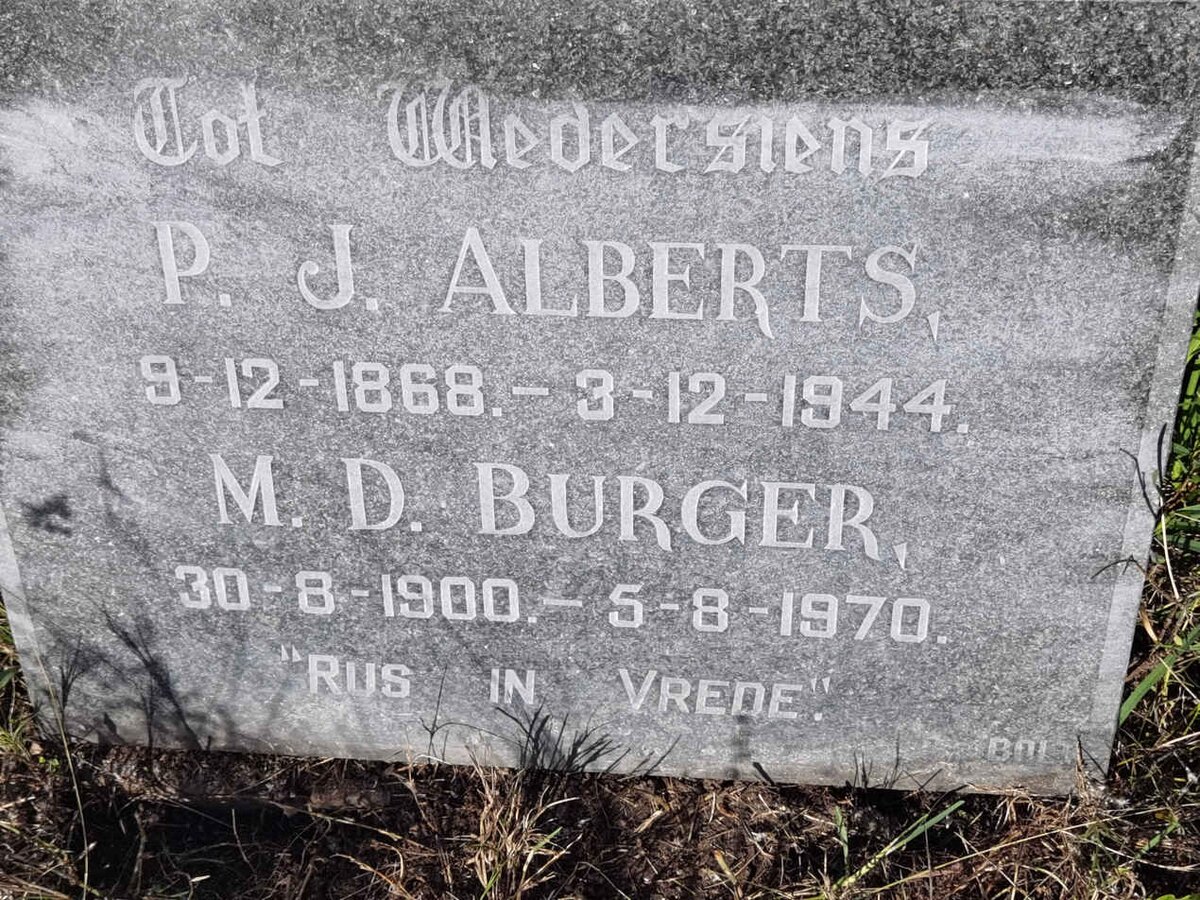 Tot Wedersiens
P. J. ALBERTS,
9-12-1868.- 3-12-1944.
M. D. BURGER,
30-8-1900.- 5-8-1970.
"RUS IN VREDE".